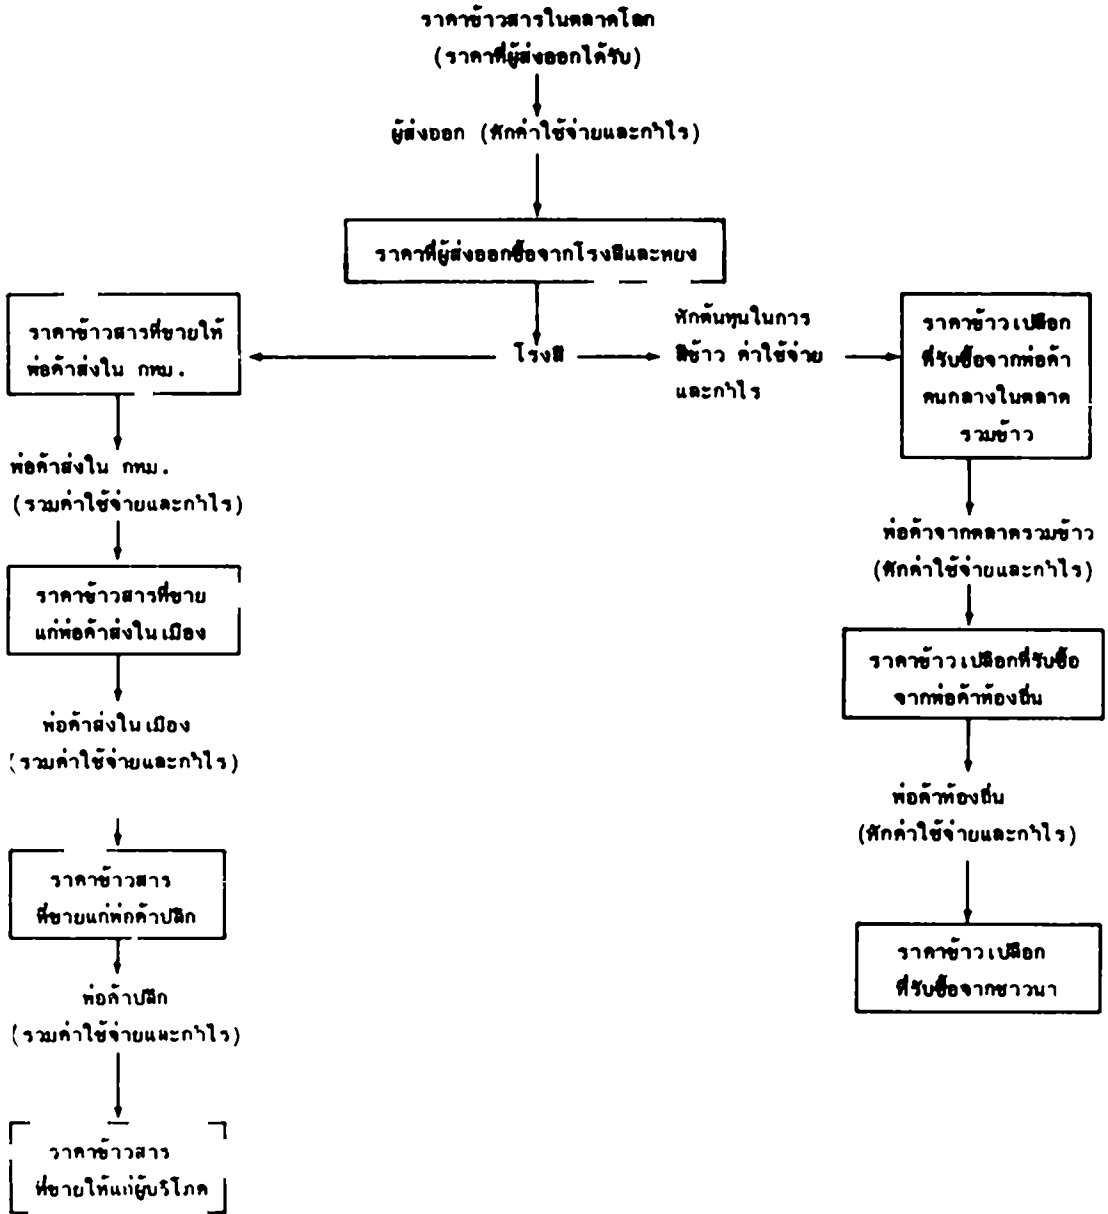 ราคาข้าวสารในตลาดโลก
(ราคาที่ผู้ส่งออกได้รับ)
ผู้ส่งออก (หักค่าใช้จ่ายและกำไร)
ราคาที่ผู้ส่งออกซื้อจากโรงสีและหยง
โรงสี
หักต้นทุนในการ
สีข้าว ค่าใช้จ่าย
และกำไร
ราคาข้าวสารที่ขายให้
พ่อค้าส่งใน กทม.
พ่อค้าส่งใน กทม.
(รวมค่าใช้จ่ายและกำไร)
ราคาข้าวสารที่ขาย
แก่พ่อค้าส่งในเมือง
พ่อค้าส่งในเมือง
(รวมค่าใช้จ่ายและกำไร)
ราคาข้าวสาร
ที่ขายแก่พ่อค้าปลีก
พ่อค้าปลีก
(รวมค่าใช้จ่ายและกำไร)
ราคาข้าวสาร
ที่ขายให้แก่ผู้บริโภค
ราคาข้าวเปลือก
ที่รับซื้อจากพ่อค้า
คนกลางในตลาด
รวมข้าว
พ่อค้าจากตลาดรวมข้าว
(หักค่าใช้จ่ายและกำไร)
ราคาข้าวเปลือกที่รับซื้อ
จากพ่อค้าท้องถิ่น
พ่อค้าท้องถิ่น
(หักค่าใช้จ่ายและกำไร)
ราคาข้าวเปลือก
ที่รับซื้อจากชาวนา